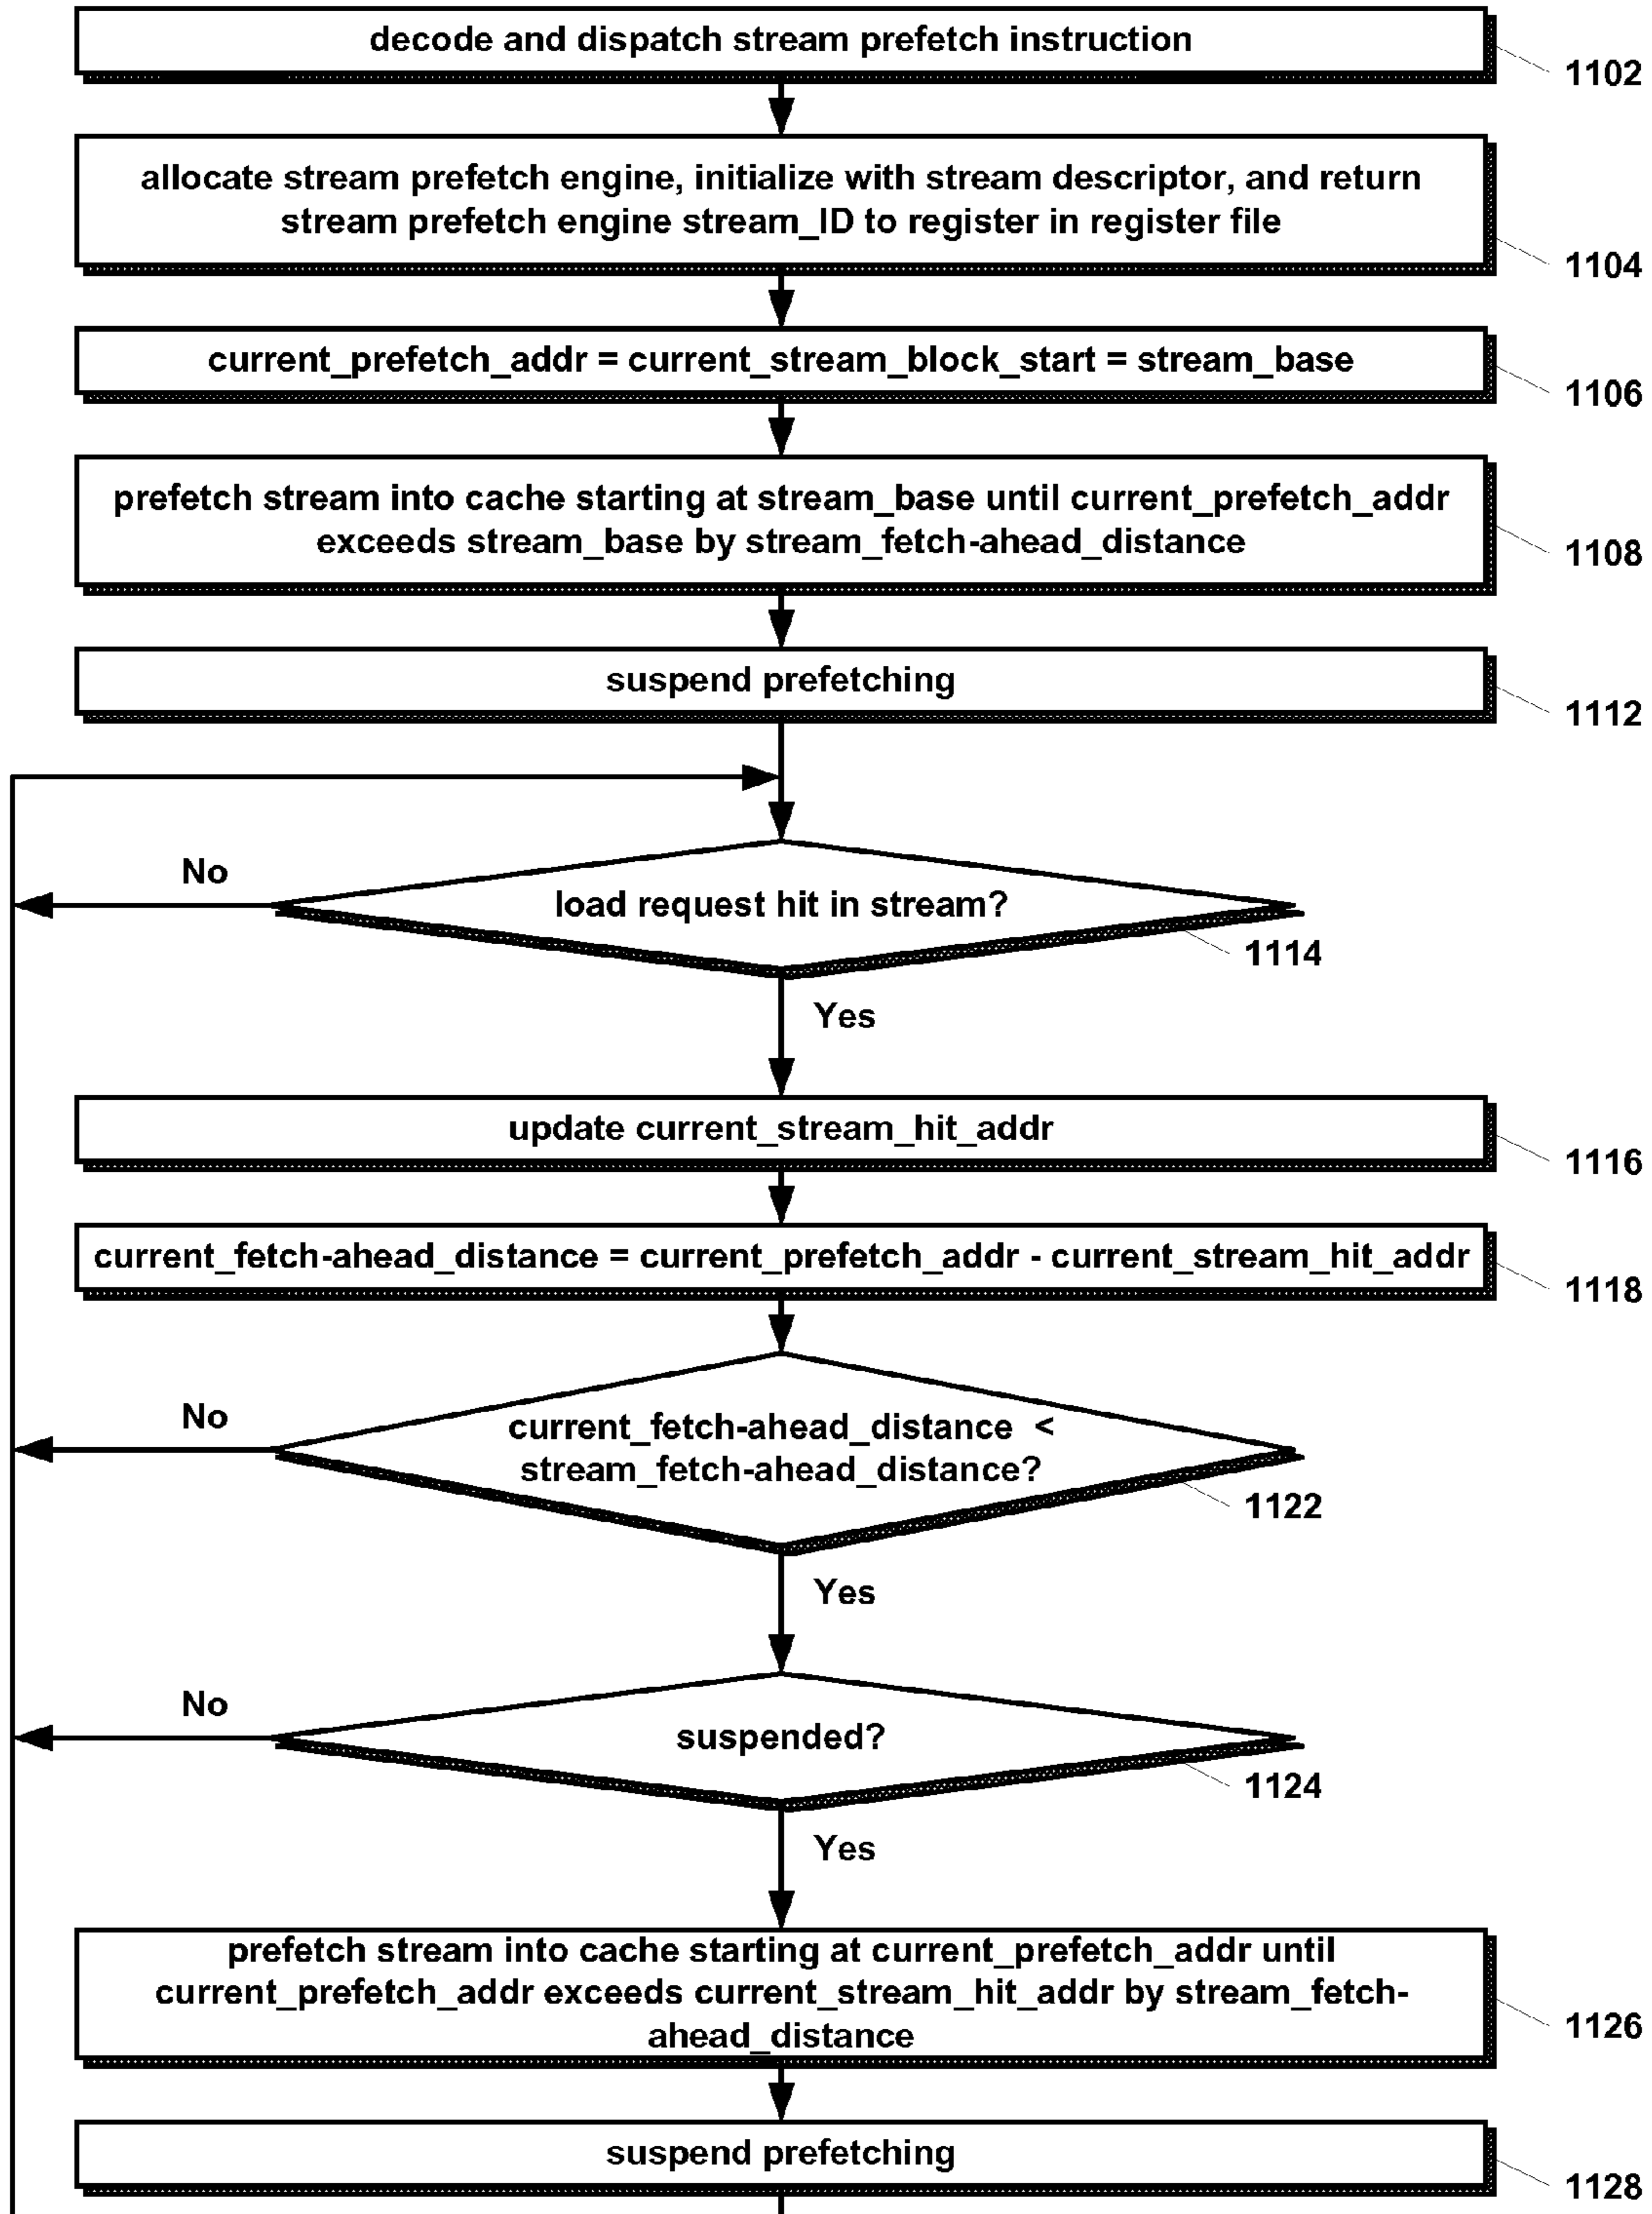 decode and dispatch stream prefetch instruction
1102
allocate stream prefetch engine, initialize with stream descriptor, and return
stream prefetch engine stream_ID to register in register file
1104
current_prefetch_addr = current_stream_block_start = stream_base
1106
prefetch stream into cache starting at stream_base until current_prefetch_addr
exceeds stream_base by stream_fetch-ahead_distance
1108
suspend prefetching
1112
No
load request hit in stream?
1114
Yes
update current_stream_hit_addr
1116
current_fetch-ahead_distance = current_prefetch_addr - current_stream_hit_addr
1118
No
current_fetch-ahead_distance <
stream_fetch-ahead_distance?
1122
Yes
No
suspended?
1124
Yes
prefetch stream into cache starting at current_prefetch_addr until
current_prefetch_addr exceeds current_stream_hit_addr by stream_fetch-
ahead_distance
1126
suspend prefetching
1128